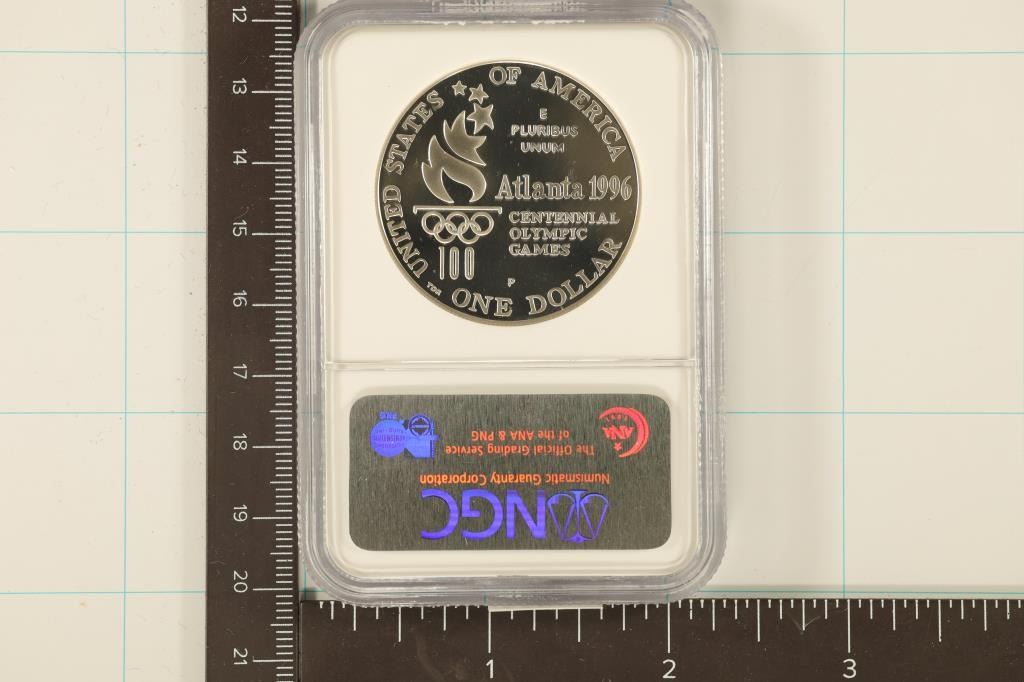 UNITED STATES OF AMERICA
E
PLURIBUS
UNUM
Atlanta 1996
CENTENNIAL
OLYMPIC
GAMES
100
P
ONE DOLLAR
NGC
Numismatic Guaranty Corporation
The Official Grading Service
of the ANA & PNG
ANA
PNG
12
13
14
15
16
17
18
19
20
21
1
2
3